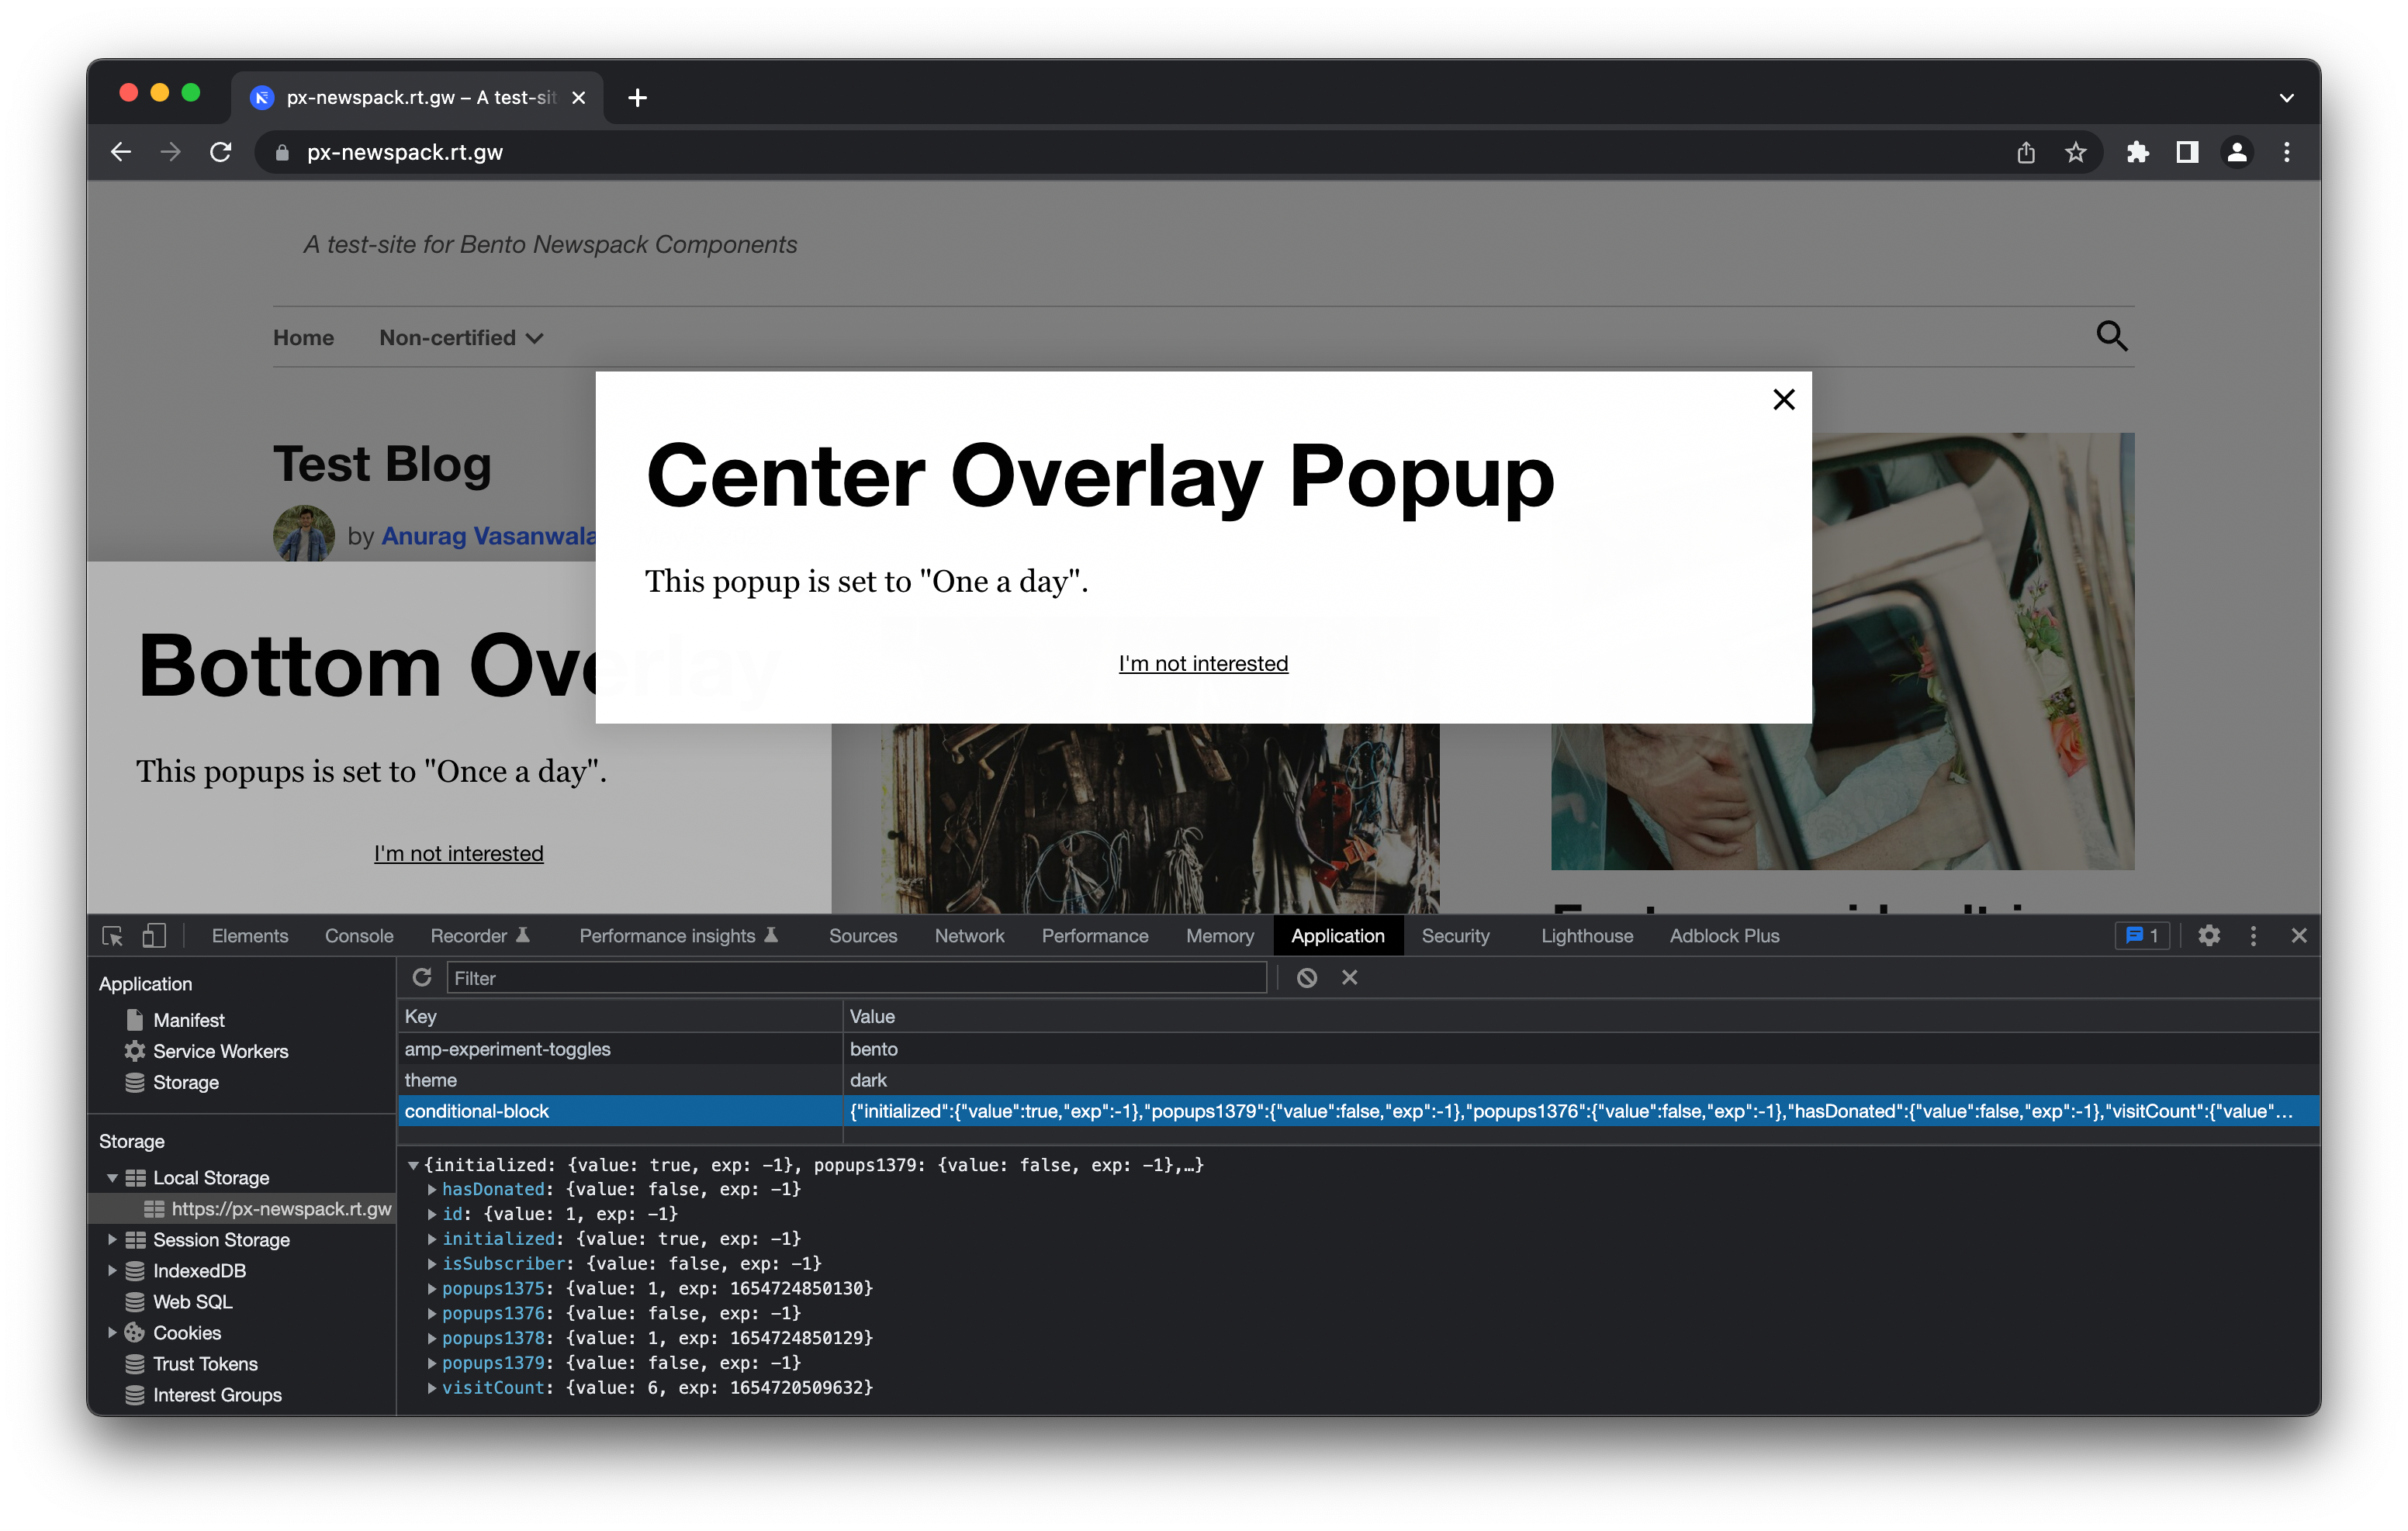 px-newspack.rt.gw – A test-sit
px-newspack.rt.gw
A test-site for Bento Newspack Components
Home Non-certified
Test Blog
by Anurag Vasanwala
Center Overlay Popup
This popup is set to "One a day".
I'm not interested
Bottom Overlay
This popups is set to "Once a day".
I'm not interested
Elements Console Recorder Performance insights Sources Network Performance Memory Application Security Lighthouse Adblock Plus 1
Application
Manifest
Service Workers
Storage
Storage
Local Storage
https://px-newspack.rt.gw
Session Storage
IndexedDB
Web SQL
Cookies
Trust Tokens
Interest Groups
Filter
Key Value
amp-experiment-toggles bento
theme dark
conditional-block {"initialized":{"value":true,"exp":-1},"popups1379":{"value":false,"exp":-1},"popups1376":{"value":false,"exp":-1},"hasDonated":{"value":false,"exp":-1},"visitCount":{"value"…
{initialized: {value: true, exp: -1}, popups1379: {value: false, exp: -1},…}
hasDonated: {value: false, exp: -1}
id: {value: 1, exp: -1}
initialized: {value: true, exp: -1}
isSubscriber: {value: false, exp: -1}
popups1375: {value: 1, exp: 1654724850130}
popups1376: {value: false, exp: -1}
popups1378: {value: 1, exp: 1654724850129}
popups1379: {value: false, exp: -1}
visitCount: {value: 6, exp: 1654720509632}